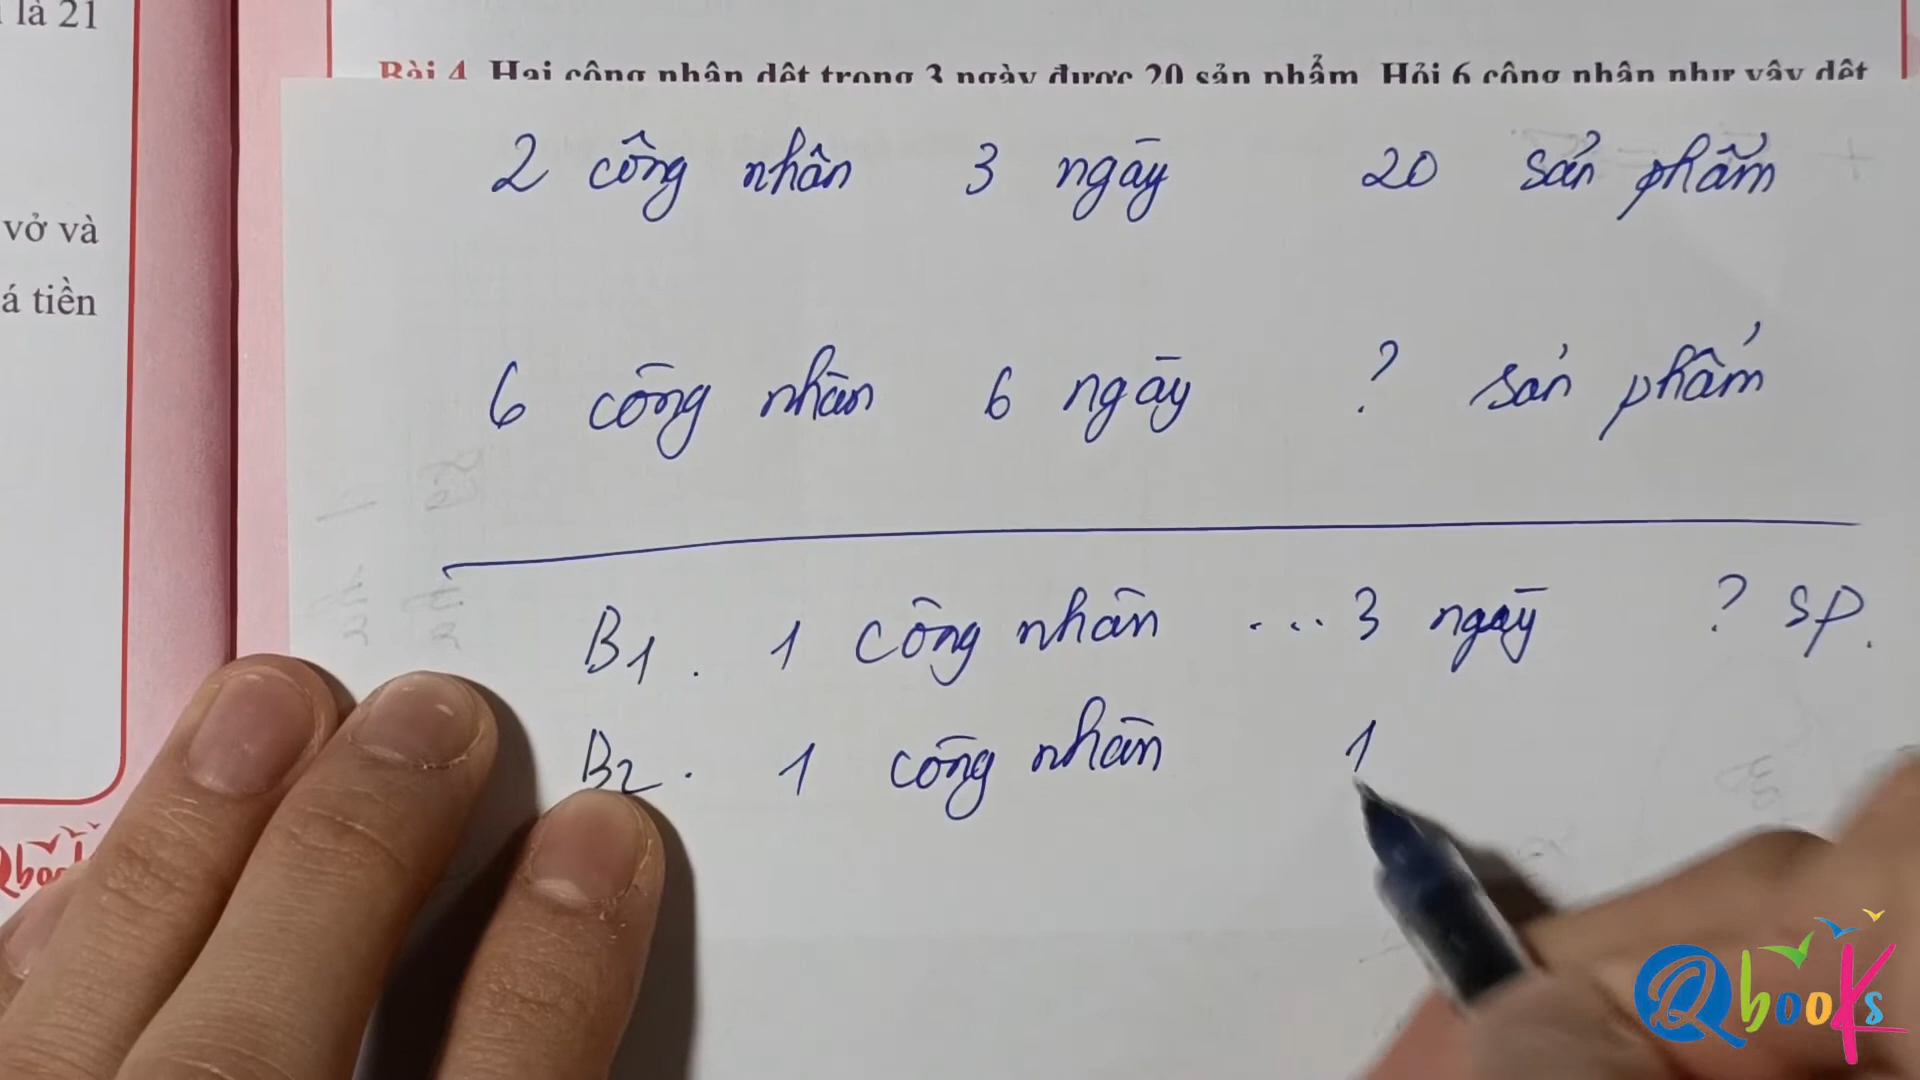 là 21
Bài 4. Hai công nhân dệt trong 3 ngày được 20 sản phẩm. Hỏi 6 công nhân như vậy dệt
2 công nhân 3 ngày 20 sản phẩm
vở và
á tiền
6 công nhân 6 ngày ? sản phẩm
B1. 1 công nhân ... 3 ngày ? sp.
B2. 1 công nhân 1
Qboo
Qbooks